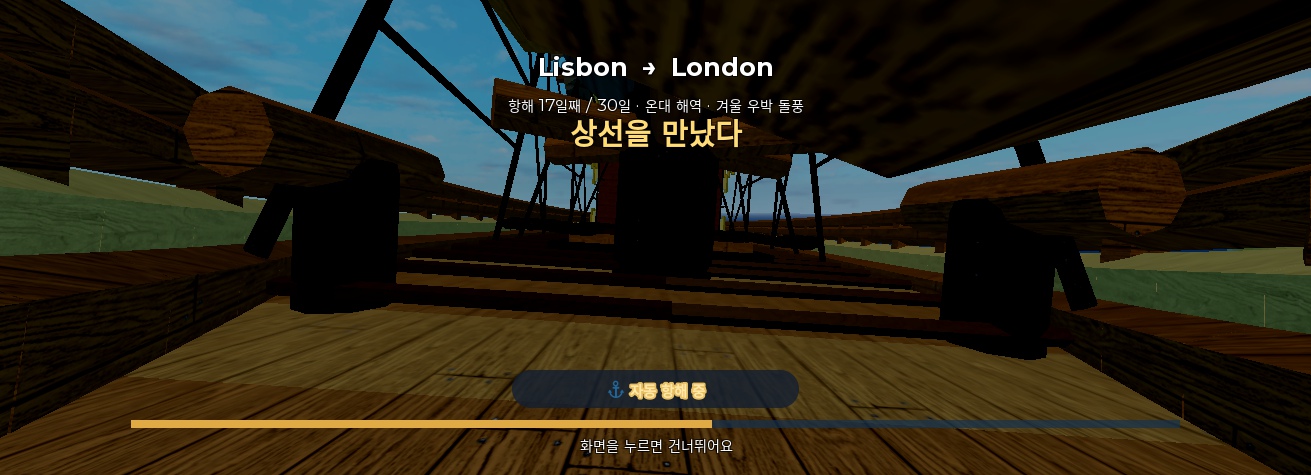 Lisbon → London
항해 17일째 / 30일 · 온대 해역 · 겨울 우박 돌풍
상선을 만났다
⚓ 자동 항해 중
화면을 누르면 건너뛰어요